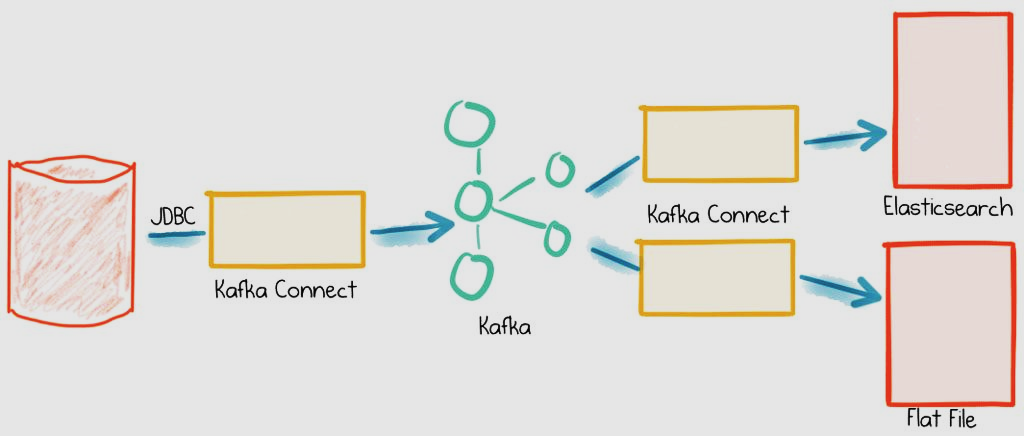 JDBC
Kafka Connect
Kafka
Kafka Connect
Elasticsearch
Flat File